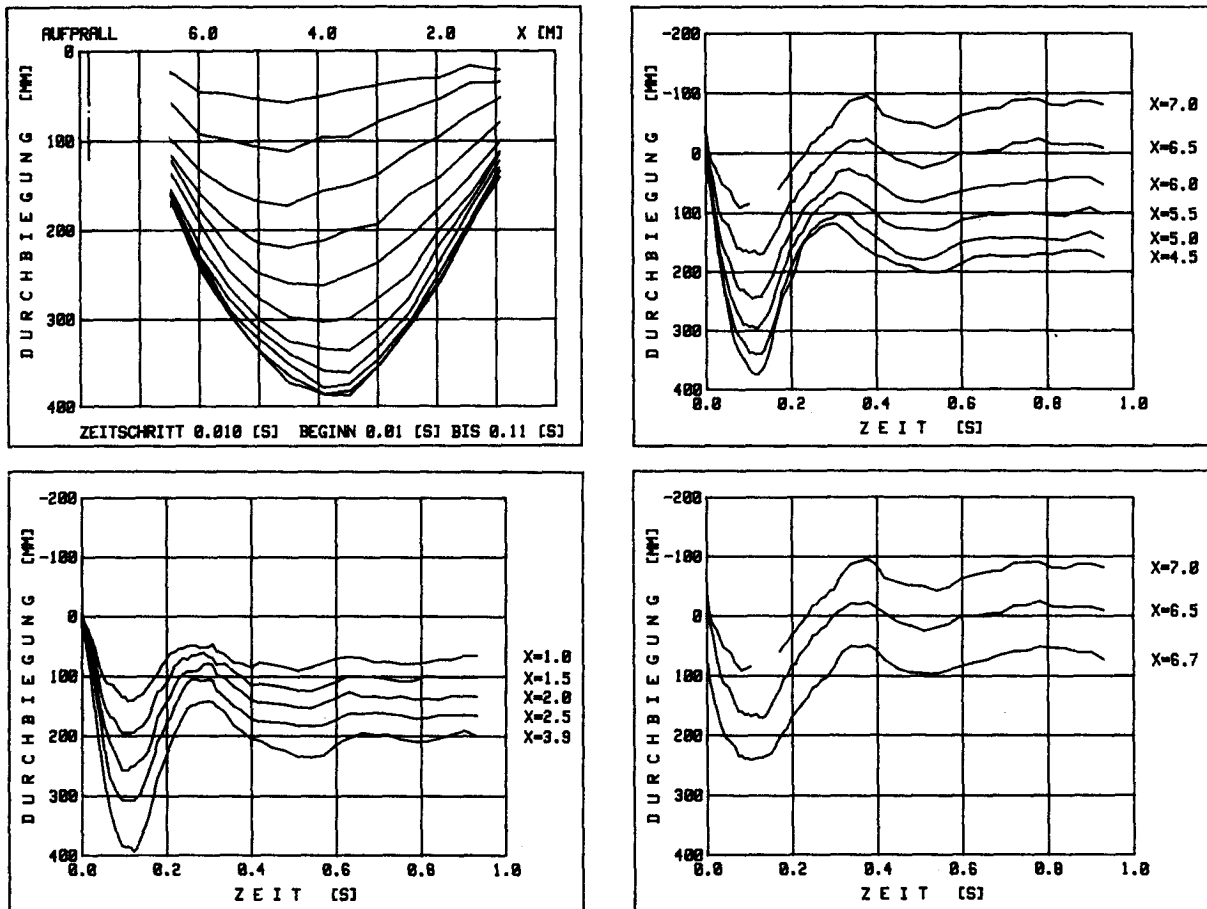 AUFPRALL 6.0 4.0 2.0 X [M]
0
100
200
300
400
DURCHBIEGUNG [MM]
ZEITSCHRITT 0.010 [S] BEGINN 0.01 [S] BIS 0.11 [S]
-200
-100
0
100
200
300
400
DURCHBIEGUNG [MM]
0.0 0.2 0.4 0.6 0.8 1.0
ZEIT [S]
X=7.0
X=6.5
X=6.0
X=5.5
X=5.0
X=4.5
-200
-100
0
100
200
300
400
DURCHBIEGUNG [MM]
0.0 0.2 0.4 0.6 0.8 1.0
ZEIT [S]
X=1.0
X=1.5
X=2.0
X=2.5
X=3.9
-200
-100
0
100
200
300
400
DURCHBIEGUNG [MM]
0.0 0.2 0.4 0.6 0.8 1.0
ZEIT [S]
X=7.0
X=6.5
X=6.7